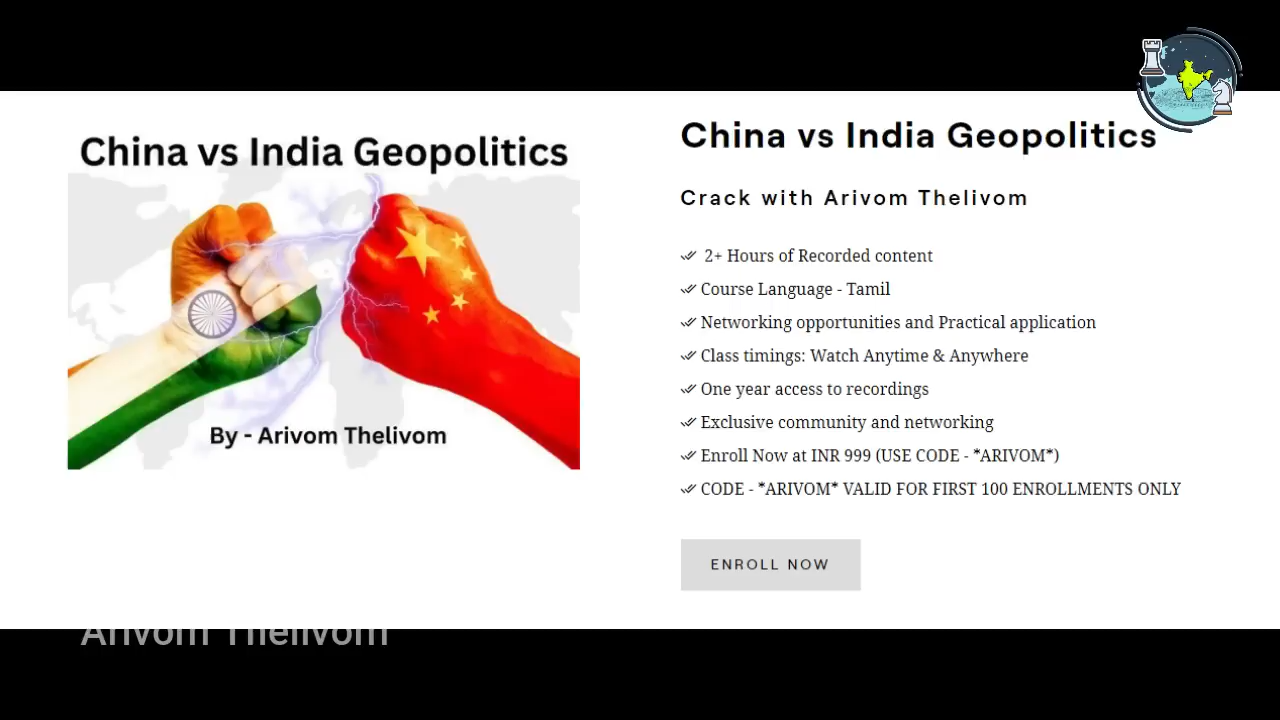 China vs India Geopolitics
By - Arivom Thelivom
China vs India Geopolitics
Crack with Arivom Thelivom
2+ Hours of Recorded content
Course Language - Tamil
Networking opportunities and Practical application
Class timings: Watch Anytime & Anywhere
One year access to recordings
Exclusive community and networking
Enroll Now at INR 999 (USE CODE - *ARIVOM*)
CODE - *ARIVOM* VALID FOR FIRST 100 ENROLLMENTS ONLY
ENROLL NOW
Arivom Thelivom